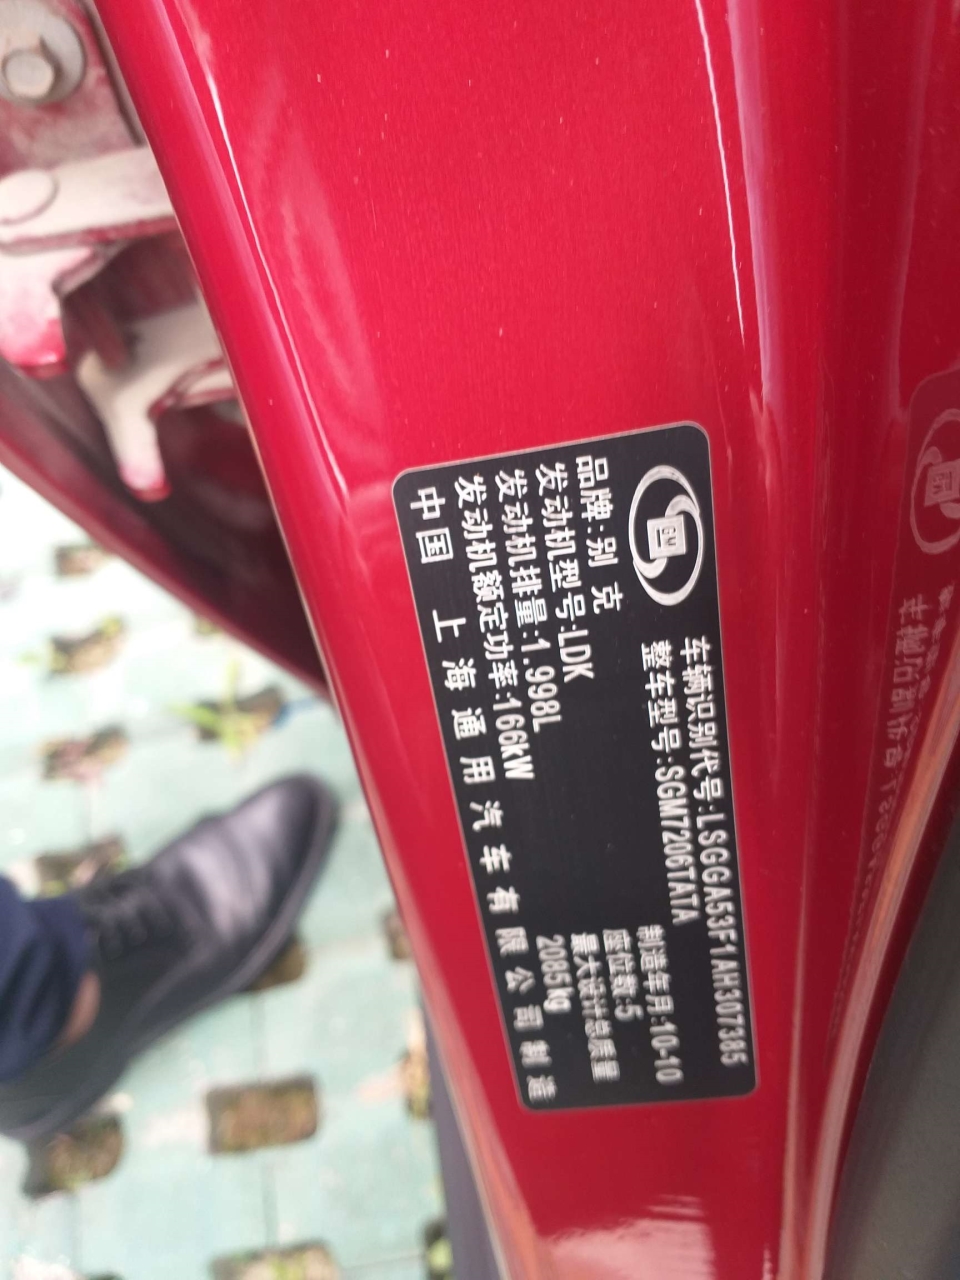 GM
车辆识别代号:LSGGA53F1AH307385
整车型号:SGM7206TATA
品牌:别克
制造年月:10-10
发动机型号:LDK
座位数:5
发动机排量:1.998L
最大设计总质量
2085kg
发动机额定功率:166kW
中国 上海通用汽车有限公司制造